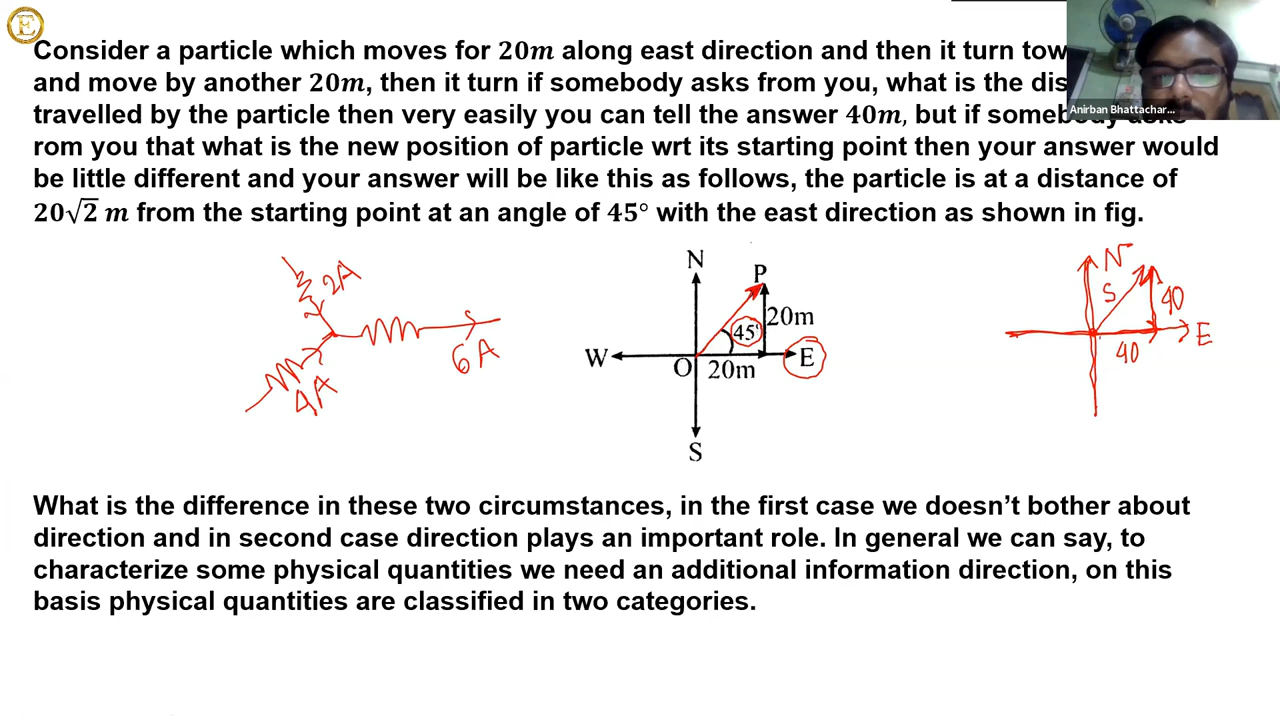 E
Consider a particle which moves for 20m along east direction and then it turn tow
and move by another 20m, then it turn if somebody asks from you, what is the dis
Anirban Bhattachar...
travelled by the particle then very easily you can tell the answer 40m, but if somebody asks
rom you that what is the new position of particle wrt its starting point then your answer would
be little different and your answer will be like this as follows, the particle is at a distance of
20√2 m from the starting point at an angle of 45° with the east direction as shown in fig.
2A
6A
4A
N
P
45°
20m
W
O
20m
E
S
N
S
40
E
40
What is the difference in these two circumstances, in the first case we doesn't bother about
direction and in second case direction plays an important role. In general we can say, to
characterize some physical quantities we need an additional information direction, on this
basis physical quantities are classified in two categories.